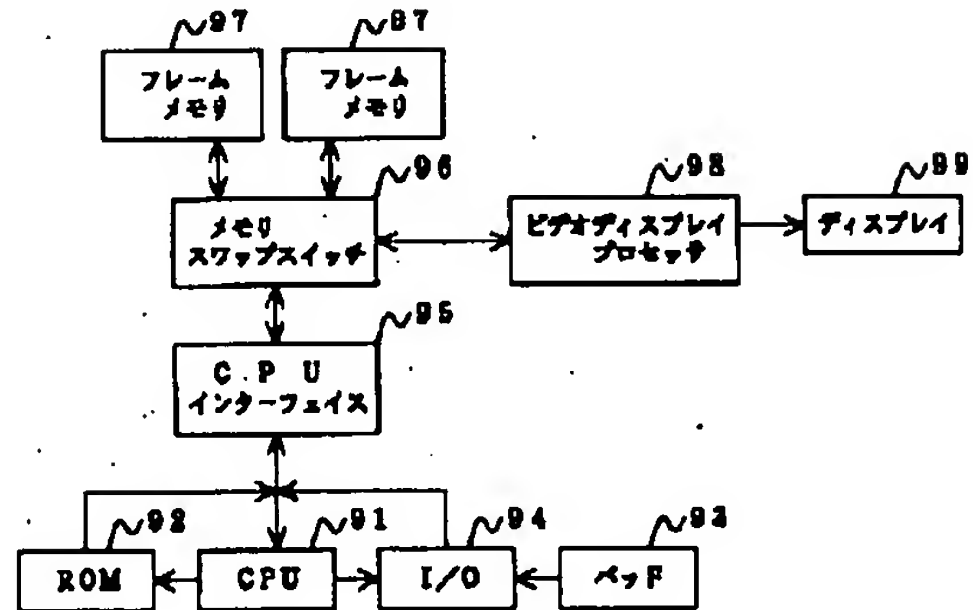 97
97
フレーム
メモリ
フレーム
メモリ
96
メモリ
スワップスイッチ
98
ビデオディスプレイ
プロセッサ
99
ディスプレイ
95
C P U
インターフェイス
92
ROM
91
CPU
94
I/O
93
パッド